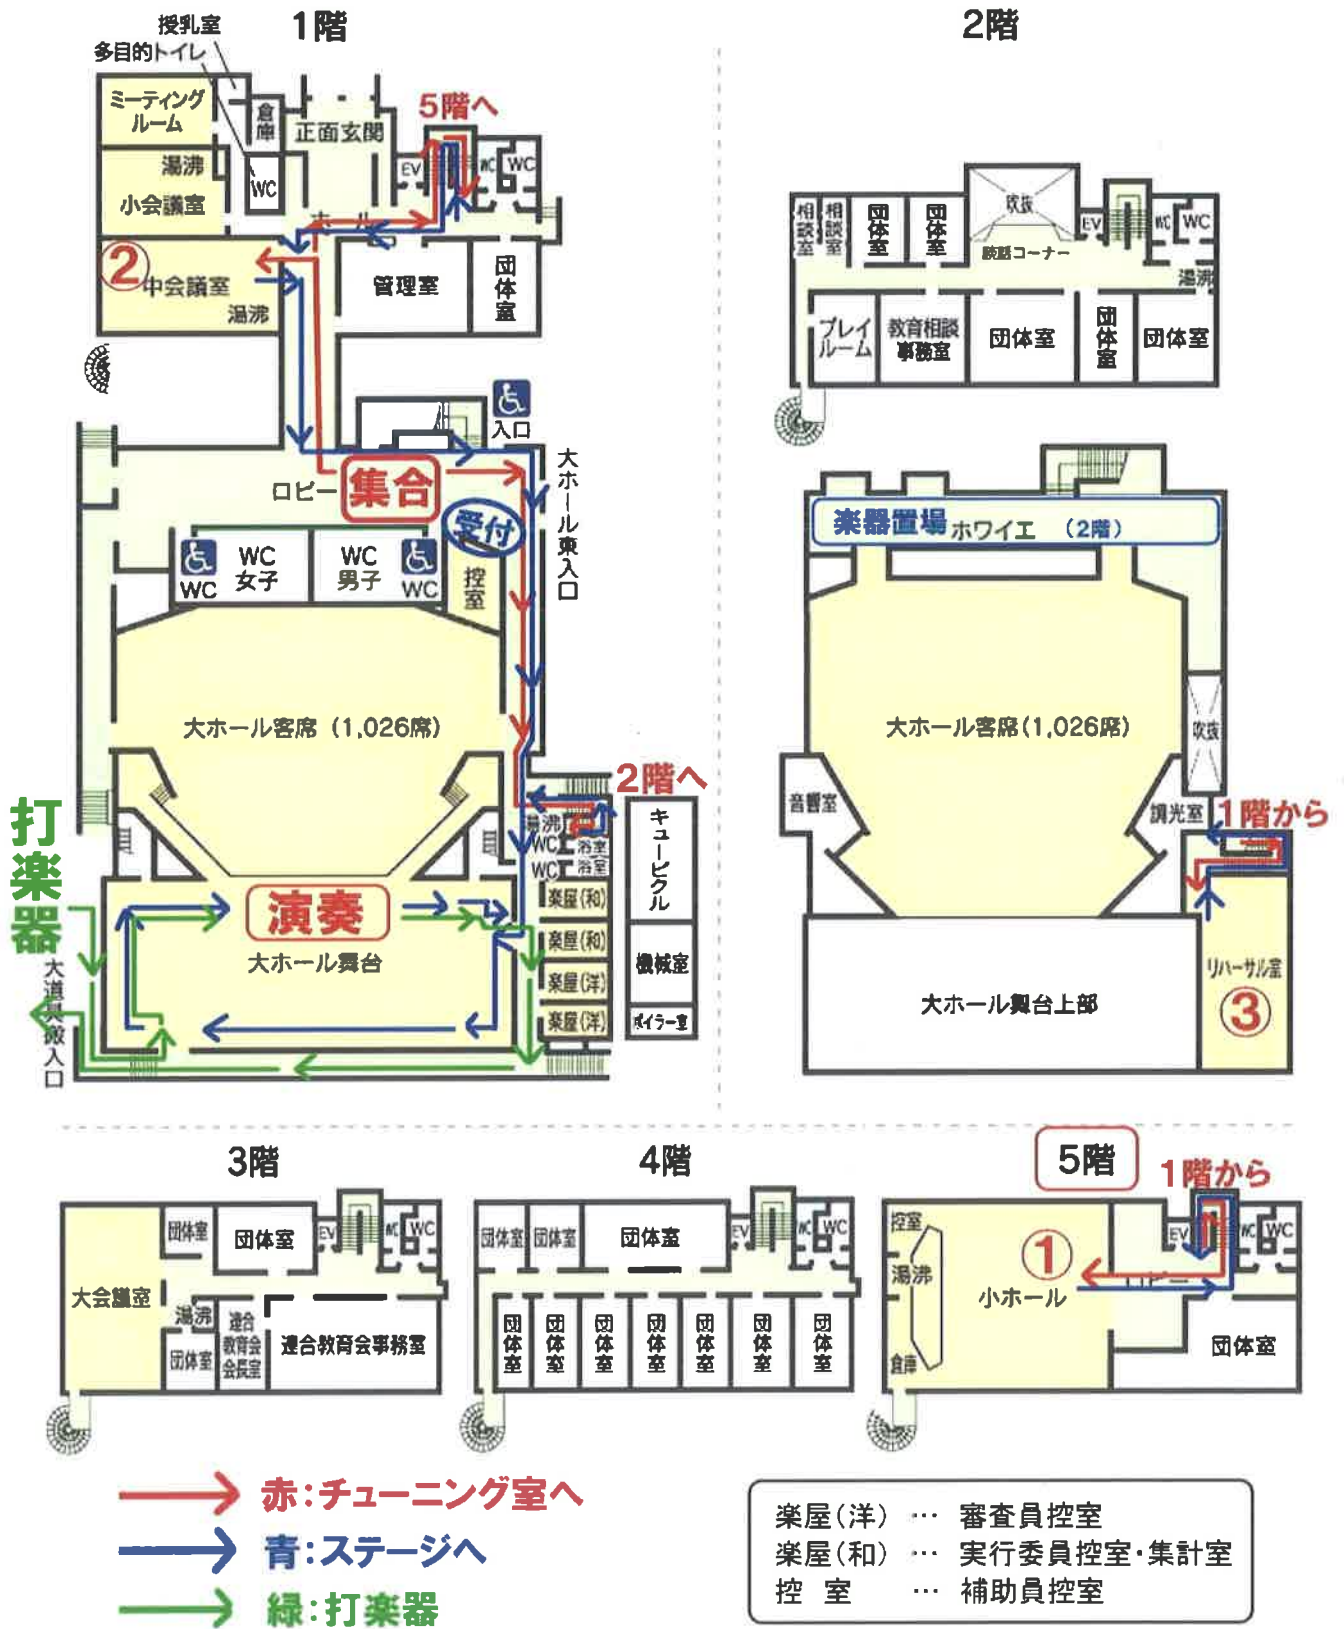 1階
授乳室
多目的トイレ
ミーティング
ルーム
倉庫
正面玄関
5階へ
EV
WC
WC
WC
湯沸
小会議室
ホール
②
中会議室
湯沸
管理室
団体室
入口
ロビー
集合
受付
大ホール東入口
WC
WC
女子
WC
男子
WC
控室
大ホール客席(1,026席)
2階へ
湯沸
WC
浴室
WC
浴室
キュービクル
打楽器
演奏
大ホール舞台
楽屋(和)
楽屋(和)
楽屋(洋)
楽屋(洋)
機械室
ボイラー室
大道具搬入口
2階
相談室
相談室
団体室
団体室
吹抜
EV
WC
WC
談話コーナー
湯沸
プレイ
ルーム
教育相談
事務室
団体室
団体室
団体室
楽器置場
ホワイエ
(2階)
大ホール客席(1,026席)
吹抜
音響室
調光室
1階から
リハーサル室
③
大ホール舞台上部
3階
団体室
団体室
EV
WC
WC
大会議室
湯沸
団体室
連合
教育会
会長室
連合教育会事務室
4階
団体室
団体室
団体室
EV
WC
WC
団体室
団体室
団体室
団体室
団体室
団体室
団体室
5階
1階から
控室
湯沸
倉庫
①
小ホール
ロビー
EV
WC
WC
団体室
赤:チューニング室へ
青:ステージへ
緑:打楽器
楽屋(洋) … 審査員控室
楽屋(和) … 実行委員控室・集計室
控 室 … 補助員控室